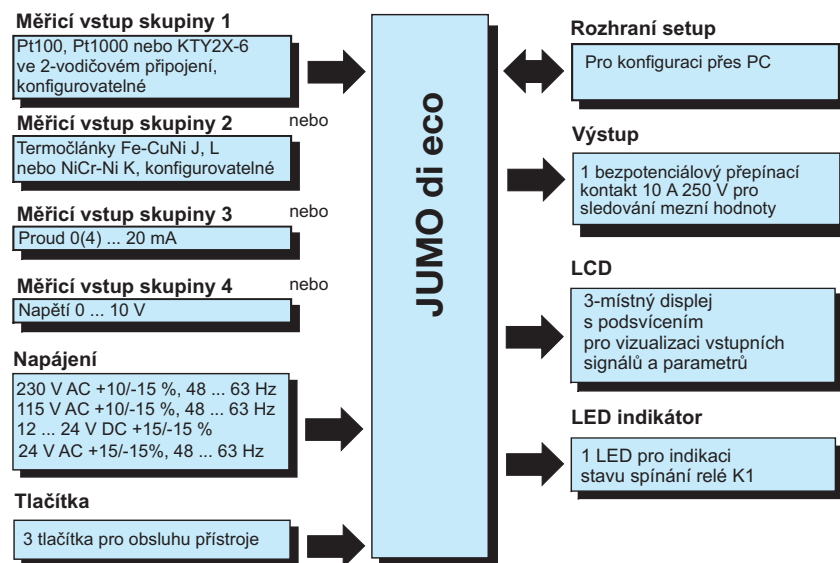 Měřicí vstup skupiny 1
Pt100, Pt1000 nebo KTY2X-6
ve 2-vodičovém připojení,
konfigurovatelné
Měřicí vstup skupiny 2
nebo
Termočlánky Fe-CuNi J, L
nebo NiCr-Ni K, konfigurovatelné
Měřicí vstup skupiny 3
nebo
Proud 0(4) ... 20 mA
Měřicí vstup skupiny 4
nebo
Napětí 0 ... 10 V
Napájení
230 V AC +10/-15 %, 48 ... 63 Hz
115 V AC +10/-15 %, 48 ... 63 Hz
12 ... 24 V DC +15/-15 %
24 V AC +15/-15%, 48 ... 63 Hz
Tlačítka
3 tlačítka pro obsluhu přístroje
JUMO di eco
Rozhraní setup
Pro konfiguraci přes PC
Výstup
1 bezpotenciálový přepínací
kontakt 10 A 250 V pro
sledování mezní hodnoty
LCD
3-místný displej
s podsvícením
pro vizualizaci vstupních
signálů a parametrů
LED indikátor
1 LED pro indikaci
stavu spínání relé K1